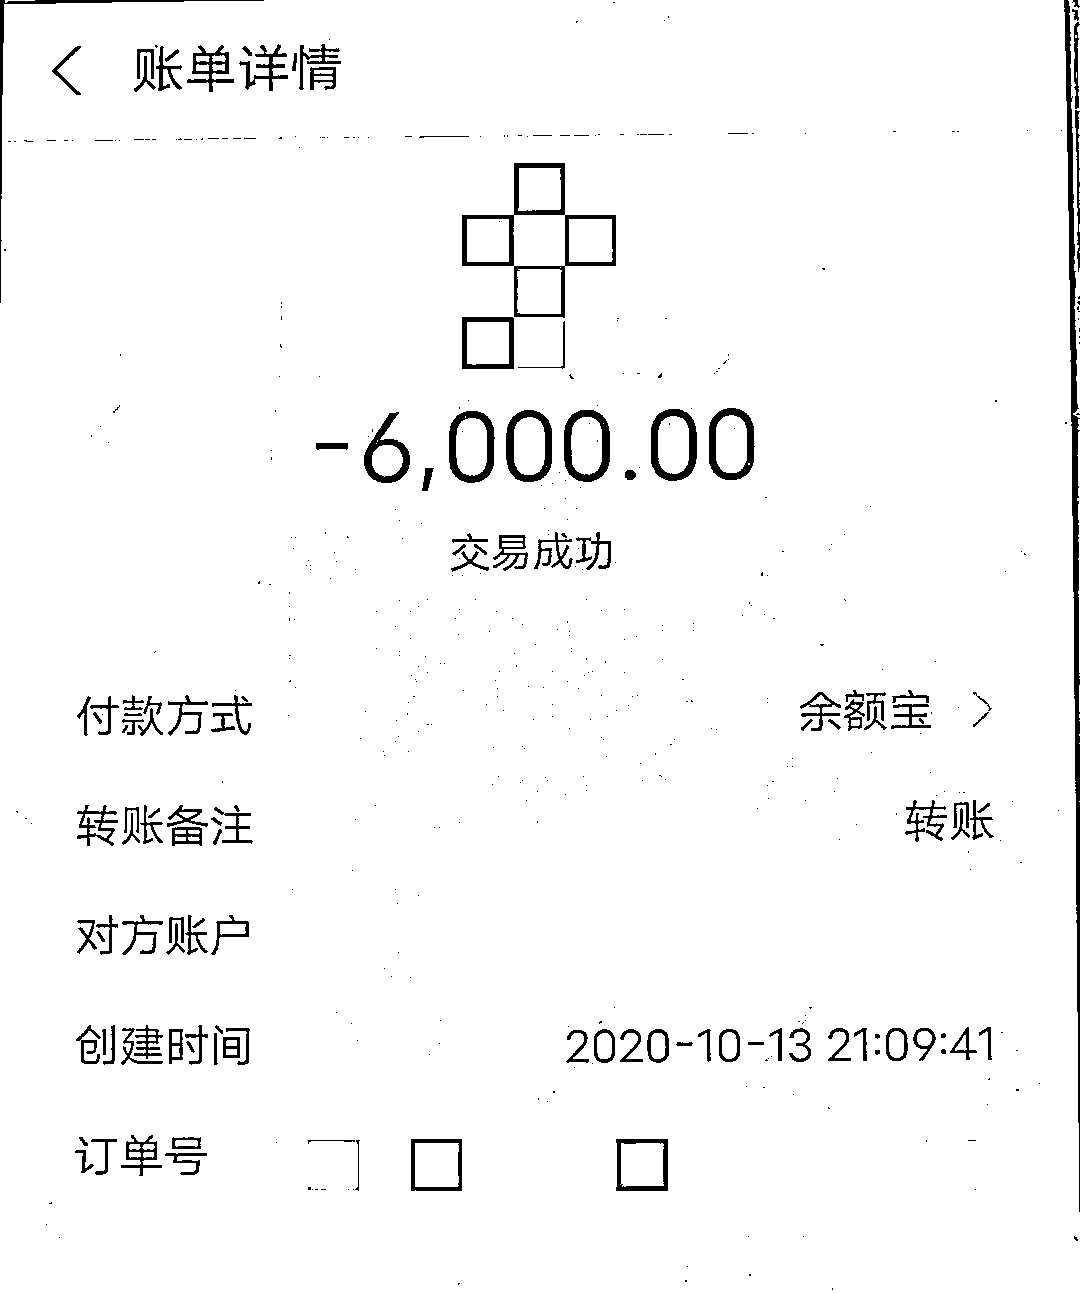 账单详情
-6,000.00
交易成功
付款方式 余额宝
转账备注 转账
对方账户
创建时间 2020-10-13 21:09:41
订单号